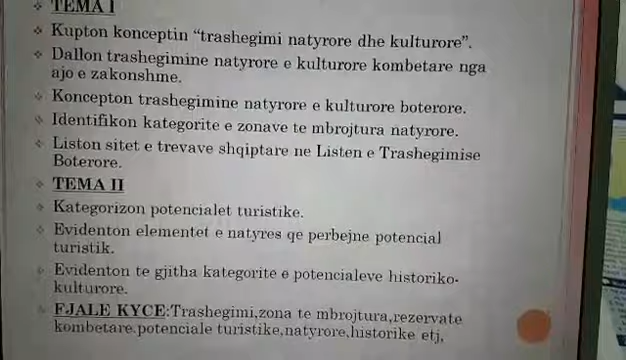 TEMA I
Kupton konceptin “trashegimi natyrore dhe kulturore”.
Dallon trashegimine natyrore e kulturore kombetare nga
ajo e zakonshme.
Koncepton trashegimine natyrore e kulturore boterore.
Identifikon kategorite e zonave te mbrojtura natyrore.
Liston sitet e trevave shqiptare ne Listen e Trashegimise
Boterore.
TEMA II
Kategorizon potencialet turistike.
Evidenton elementet e natyres qe perbejne potencial
turistik.
Evidenton te gjitha kategorite e potencialeve historiko-
kulturore.
FJALE KYCE:Trashegimi,zona te mbrojtura,rezervate
kombetare.potenciale turistike,natyrore,historike etj,